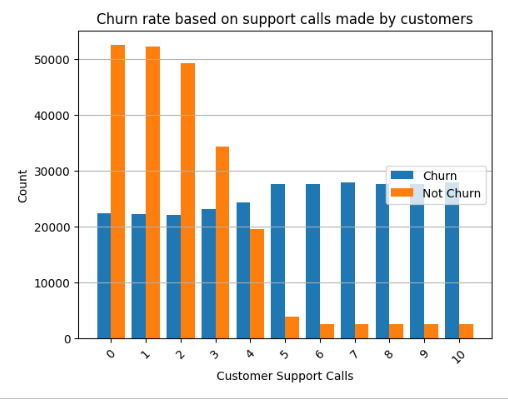 Churn rate based on support calls made by customers
50000
40000
30000
20000
10000
0
Count
Churn
Not Churn
0 1 2 3 4 5 6 7 8 9 10
Customer Support Calls